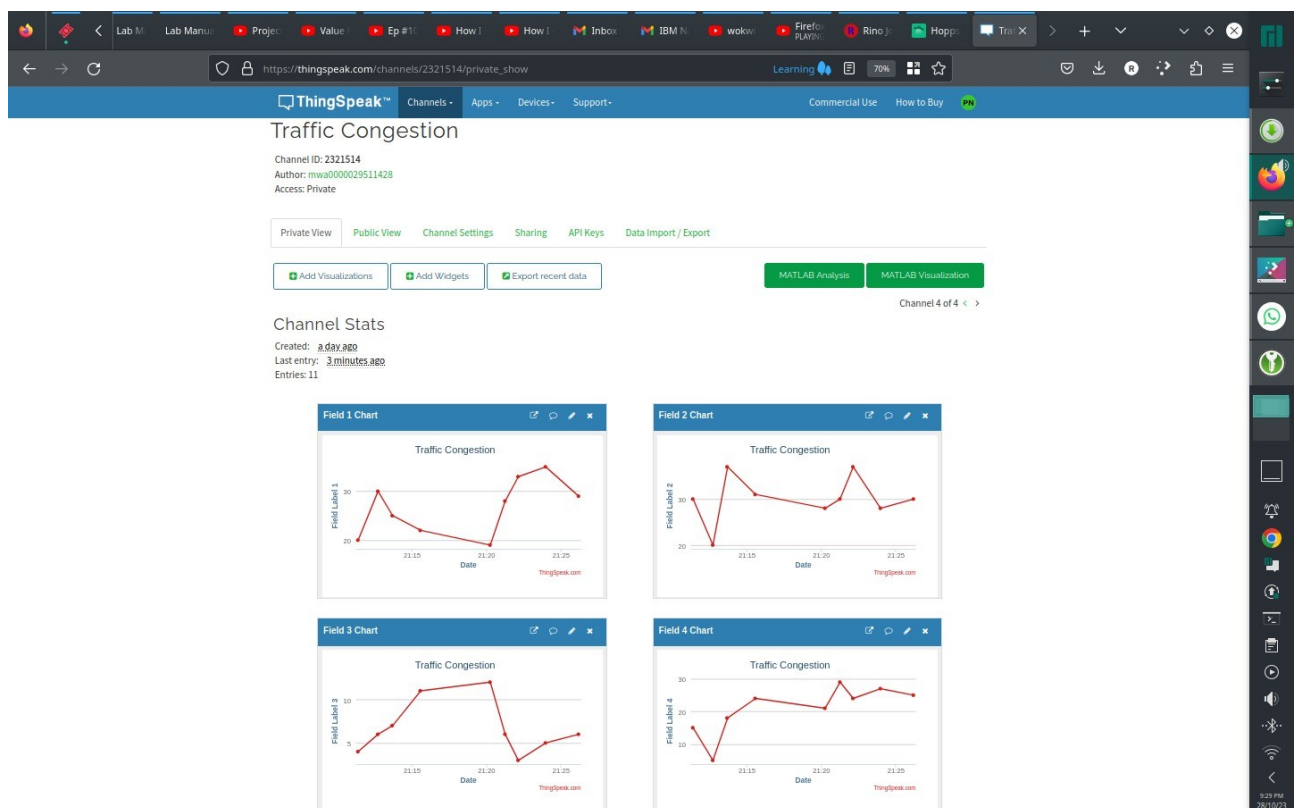 Lab M
Lab Manua
Projec
Value
Ep #1
How I
How I
Inbox
IBM N
wokwi
Firefox
PLAYING
Rino Jo
Hopps
Traf
https://thingspeak.com/channels/2321514/private_show
Learning
70%
ThingSpeak™
Channels
Apps
Devices
Support
Commercial Use
How to Buy
PN
Traffic Congestion
Channel ID: 2321514
Author: mwa0000029511428
Access: Private
Private View
Public View
Channel Settings
Sharing
API Keys
Data Import / Export
Add Visualizations
Add Widgets
Export recent data
MATLAB Analysis
MATLAB Visualization
Channel 4 of 4 < >
Channel Stats
Created: a day ago
Last entry: 3 minutes ago
Entries: 11
Field 1 Chart
Traffic Congestion
Field Label 1
30
20
21:15
21:20
21:25
Date
ThingSpeak.com
Field 2 Chart
Traffic Congestion
Field Label 2
30
20
21:15
21:20
21:25
Date
ThingSpeak.com
Field 3 Chart
Traffic Congestion
Field Label 3
10
5
21:15
21:20
21:25
Date
ThingSpeak.com
Field 4 Chart
Traffic Congestion
Field Label 4
30
20
10
21:15
21:20
21:25
Date
ThingSpeak.com
9:29 PM
28/10/23